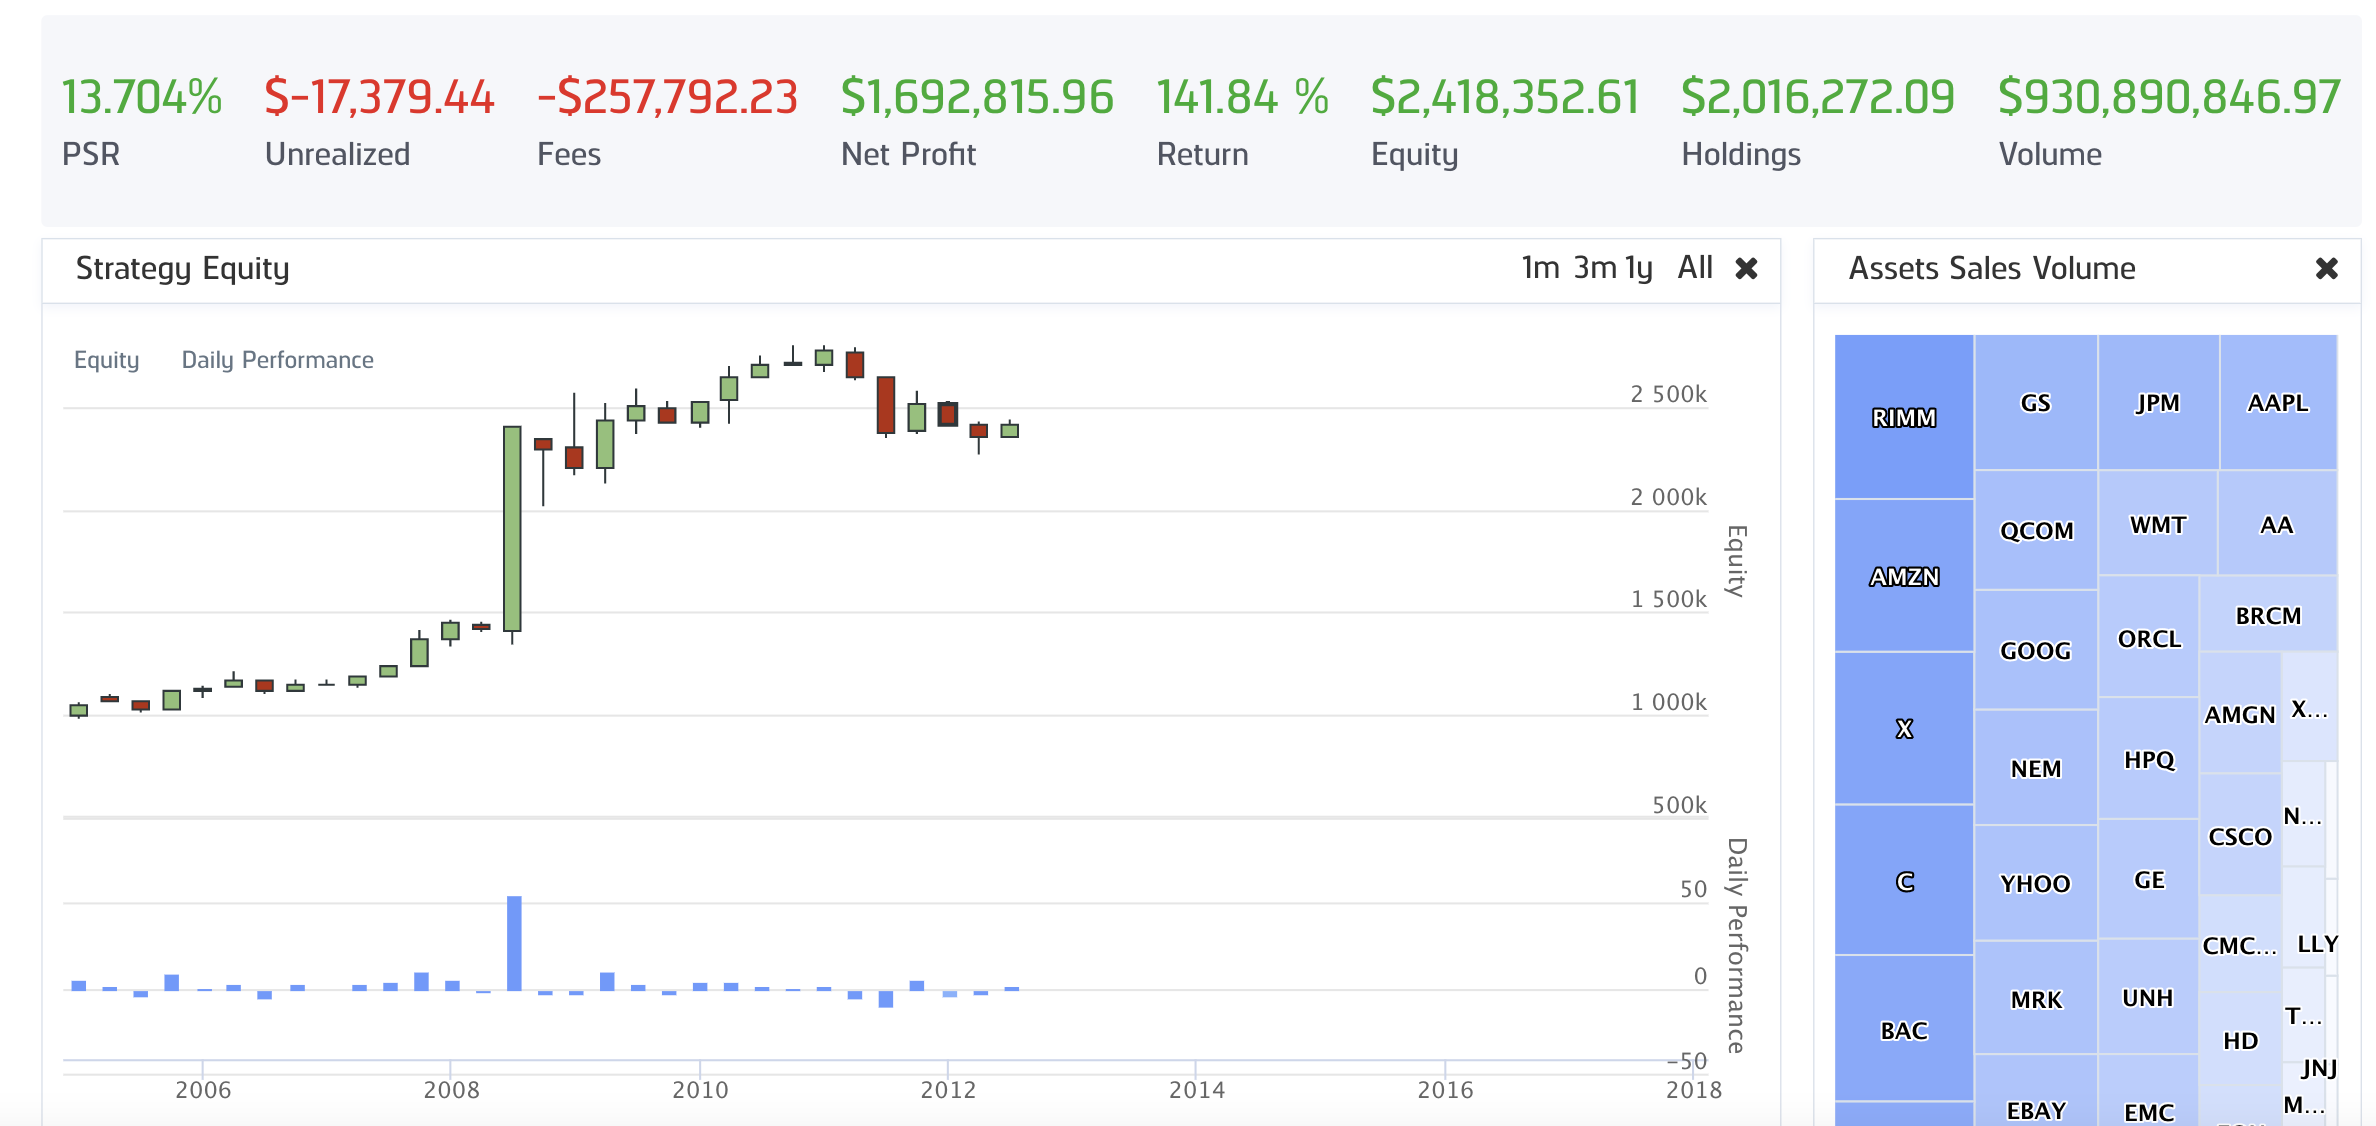 13.704% $-17,379.44 -$257,792.23 $1,692,815.96 141.84 % $2,418,352.61 $2,016,272.09 $930,890,846.97
PSR Unrealized Fees Net Profit Return Equity Holdings Volume
Strategy Equity 1m 3m 1y All ✖
Equity Daily Performance
2 500k
2 000k
1 500k
1 000k
500k
Equity
50
0
-50
Daily Performance
2006 2008 2010 2012 2014 2016 2018
Assets Sales Volume ✖
RIMM
AMZN
X
C
BAC
GS
QCOM
GOOG
NEM
YHOO
MRK
EBAY
JPM
AAPL
WMT
AA
ORCL
HPQ
GE
UNH
EMC
BRCM
AMGN
CSCO
CMC...
HD
X...
N...
LLY
T...
JNJ
M...